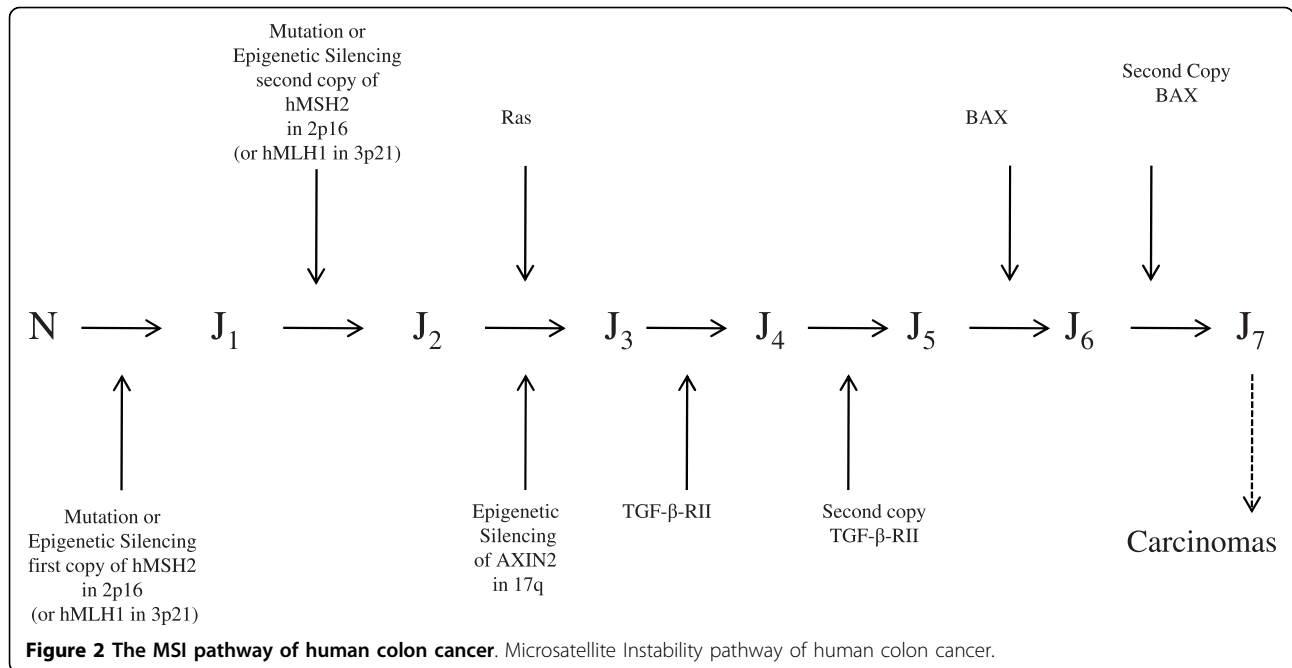 Mutation or
Epigenetic Silencing
second copy of
hMSH2
in 2p16
(or hMLH1 in 3p21)
Ras
BAX
Second Copy
BAX
N J₁ J₂ J₃ J₄ J₅ J₆ J₇
Mutation or
Epigenetic Silencing
first copy of hMSH2
in 2p16
(or hMLH1 in 3p21)
Epigenetic
Silencing
of AXIN2
in 17q
TGF-β-RII
Second copy
TGF-β-RII
Carcinomas
Figure 2 The MSI pathway of human colon cancer. Microsatellite Instability pathway of human colon cancer.